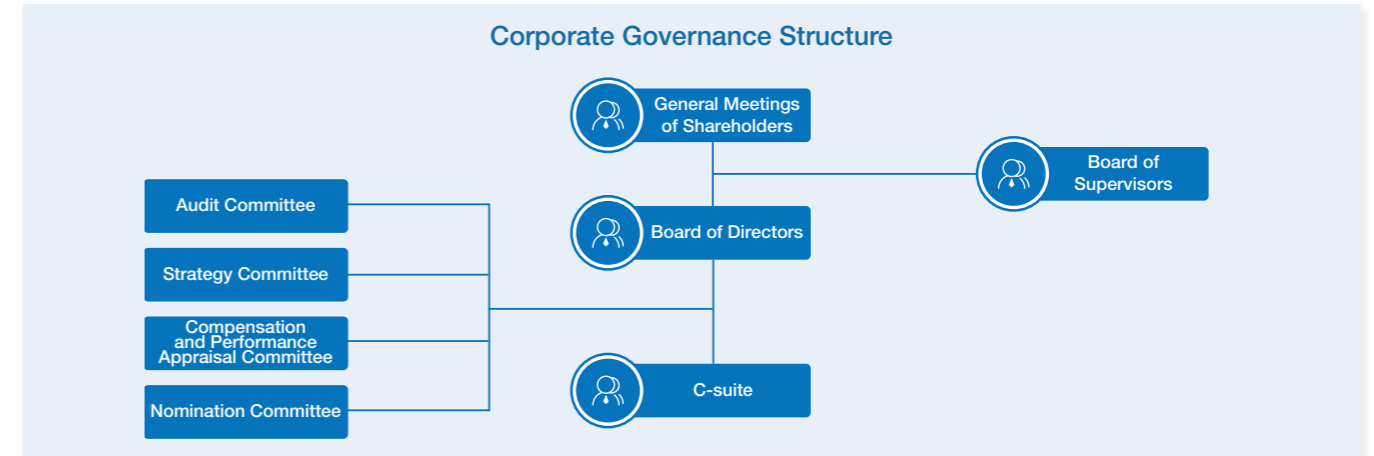 Corporate Governance Structure
General Meetings
of Shareholders
Board of
Supervisors
Board of Directors
Audit Committee
Strategy Committee
Compensation
and Performance
Appraisal Committee
Nomination Committee
C-suite